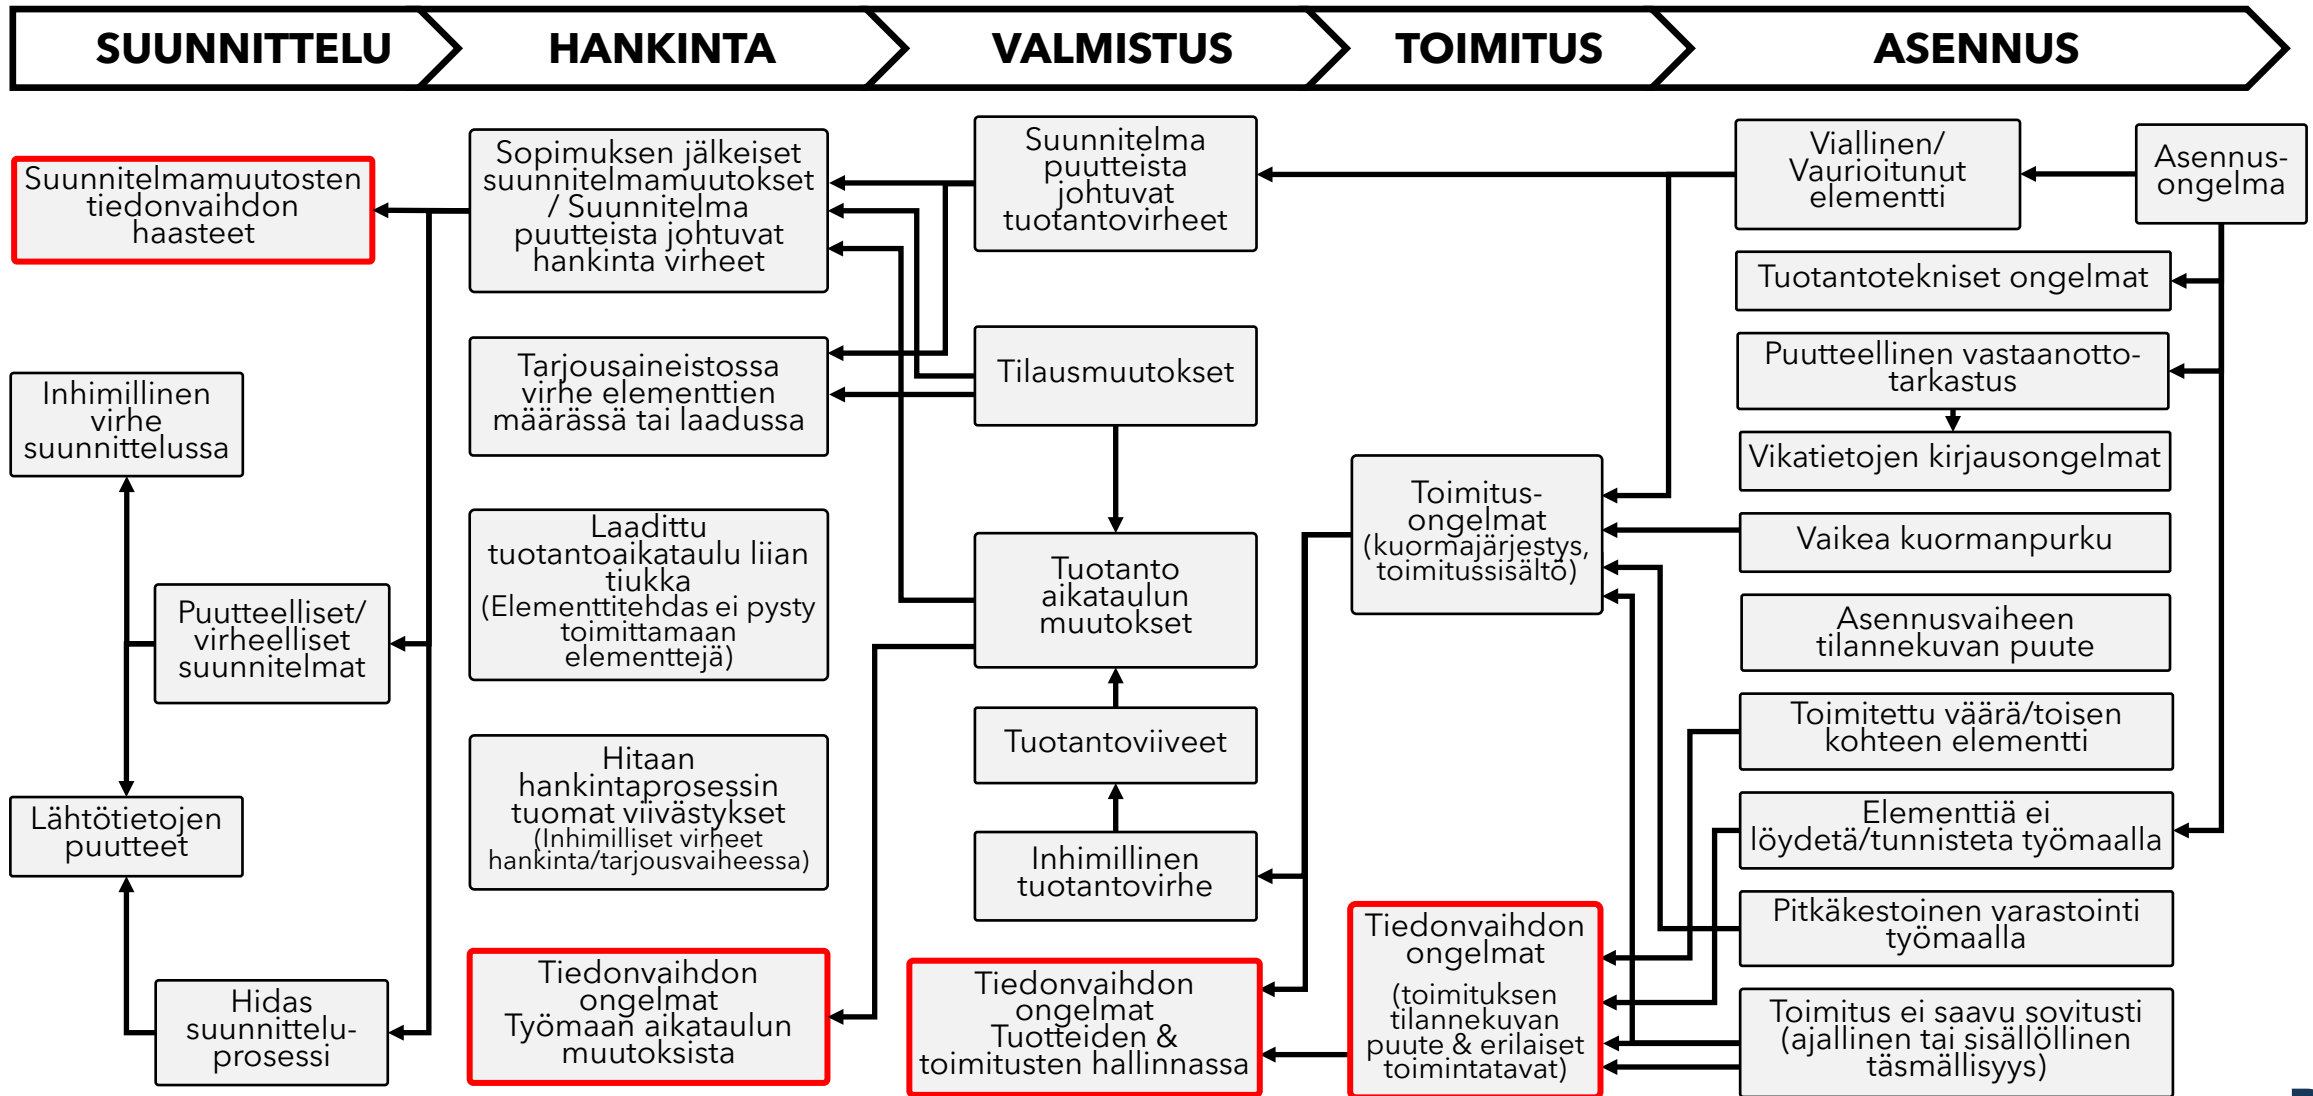 SUUNNITTELU
HANKINTA
VALMISTUS
TOIMITUS
ASENNUS
Suunnitelmamuutosten
tiedonvaihdon
haasteet
Inhimillinen
virhe
suunnittelussa
Puutteelliset/
virheelliset
suunnitelmat
Lähtötietojen
puutteet
Hidas
suunnittelu-
prosessi
Sopimuksen jälkeiset
suunnitelmamuutokset
/ Suunnitelma
puutteista johtuvat
hankinta virheet
Tarjousaineistossa
virhe elementtien
määrässä tai laadussa
Laadittu
tuotantoaikataulu liian
tiukka
(Elementtitehdas ei pysty
toimittamaan
elementtejä)
Hitaan
hankintaprosessin
tuomat viivästykset
(Inhimilliset virheet
hankinta/tarjousvaiheessa)
Tiedonvaihdon
ongelmat
Työmaan aikataulun
muutoksista
Suunnitelma
puutteista
johtuvat
tuotantovirheet
Tilausmuutokset
Tuotanto
aikataulun
muutokset
Tuotantoviiveet
Inhimillinen
tuotantovirhe
Tiedonvaihdon
ongelmat
Tuotteiden &
toimitusten hallinnassa
Toimitus-
ongelmat
(kuormajärjestys,
toimitussisältö)
Tiedonvaihdon
ongelmat
(toimituksen
tilannekuvan
puute & erilaiset
toimintatavat)
Viallinen/
Vaurioitunut
elementti
Asennus-
ongelma
Tuotantotekniset ongelmat
Puutteellinen vastaanotto-
tarkastus
Vikatietojen kirjausongelmat
Vaikea kuormanpurku
Asennusvaiheen
tilannekuvan puute
Toimitettu väärä/toisen
kohteen elementti
Elementtiä ei
löydetä/tunnisteta työmaalla
Pitkäkestoinen varastointi
työmaalla
Toimitus ei saavu sovitusti
(ajallinen tai sisällöllinen
täsmällisyys)